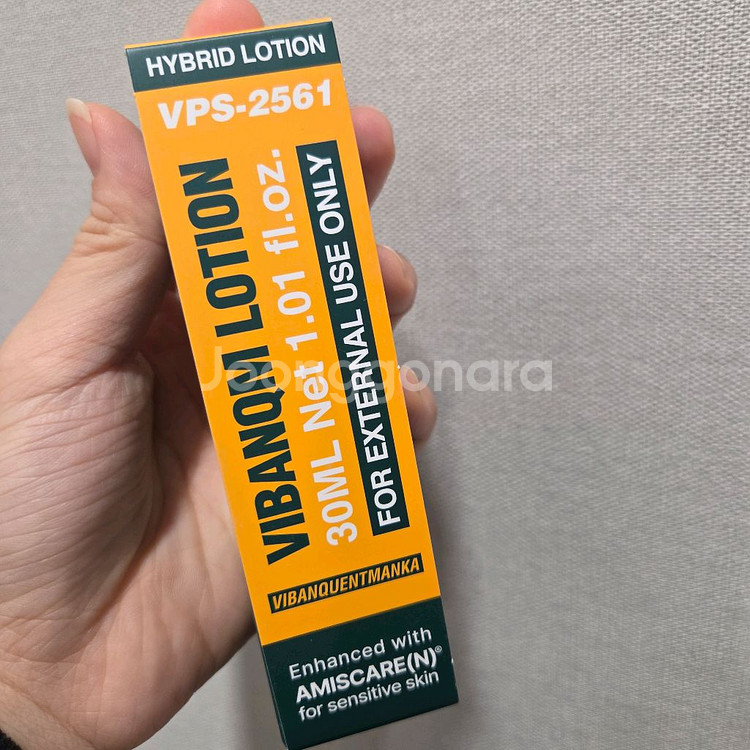 HYBRID LOTION
VPS-2561
VIBANQM LOTION
30ML Net 1.01 fl.oz.
FOR EXTERNAL USE ONLY
VIBANQUENTMANKA
Enhanced with
AMISCARE(N)®
for sensitive skin
Joonggonara